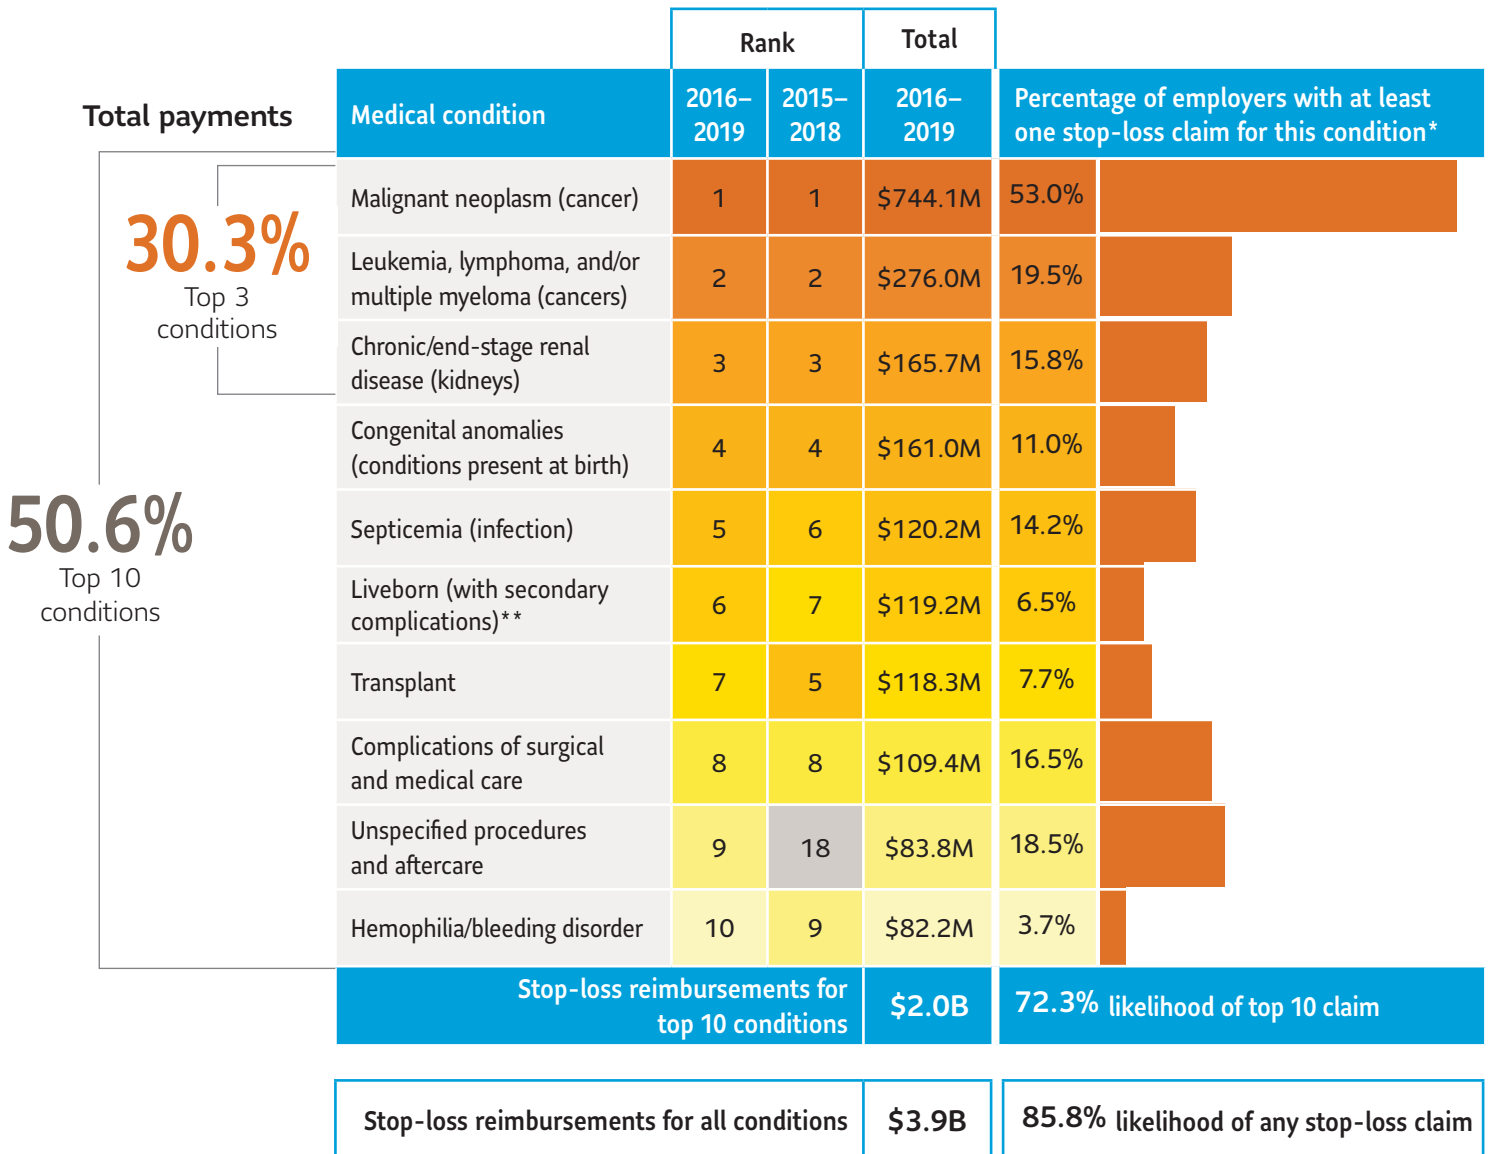 Rank
Total
Total payments
Medical condition
2016–
2019
2015–
2018
2016–
2019
Percentage of employers with at least
one stop-loss claim for this condition*
30.3%
Top 3
conditions
50.6%
Top 10
conditions
Malignant neoplasm (cancer)
1
1
$744.1M
53.0%
Leukemia, lymphoma, and/or
multiple myeloma (cancers)
2
2
$276.0M
19.5%
Chronic/end-stage renal
disease (kidneys)
3
3
$165.7M
15.8%
Congenital anomalies
(conditions present at birth)
4
4
$161.0M
11.0%
Septicemia (infection)
5
6
$120.2M
14.2%
Liveborn (with secondary
complications)**
6
7
$119.2M
6.5%
Transplant
7
5
$118.3M
7.7%
Complications of surgical
and medical care
8
8
$109.4M
16.5%
Unspecified procedures
and aftercare
9
18
$83.8M
18.5%
Hemophilia/bleeding disorder
10
9
$82.2M
3.7%
Stop-loss reimbursements for
top 10 conditions
$2.0B
72.3% likelihood of top 10 claim
Stop-loss reimbursements for all conditions
$3.9B
85.8% likelihood of any stop-loss claim